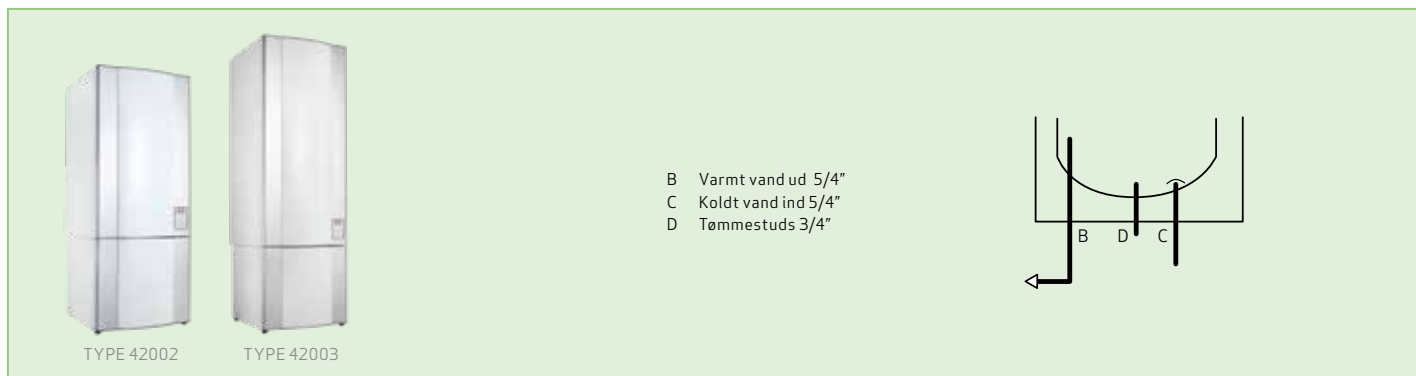 TYPE 42002
TYPE 42003
B Varmt vand ud 5/4”
C Koldt vand ind 5/4”
D Tømmestuds 3/4”
B D C